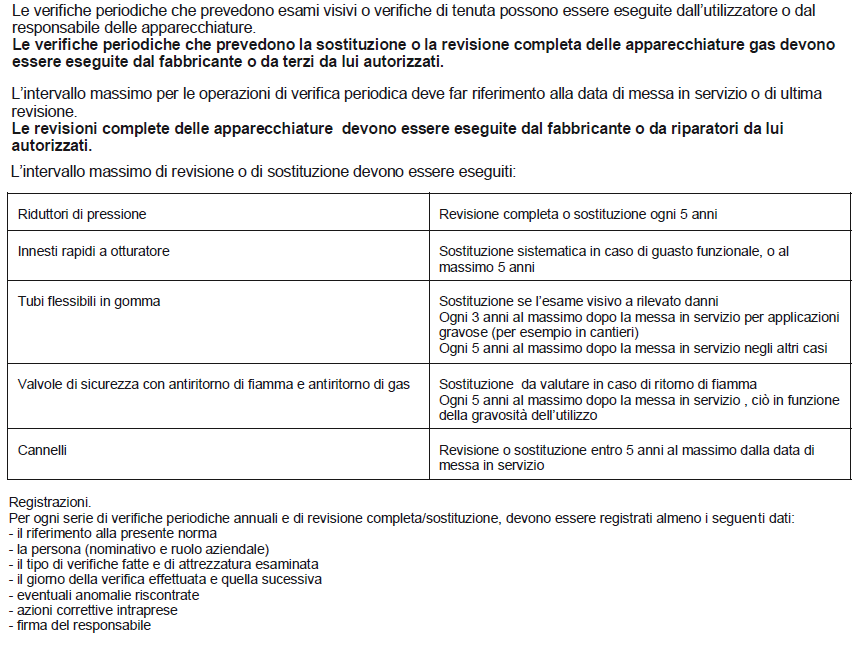 Le verifiche periodiche che prevedono esami visivi o verifiche di tenuta possono essere eseguite dall'utilizzatore o dal
responsabile delle apparecchiature.
Le verifiche periodiche che prevedono la sostituzione o la revisione completa delle apparecchiature gas devono
essere eseguite dal fabbricante o da terzi da lui autorizzati.
L'intervallo massimo per le operazioni di verifica periodica deve far riferimento alla data di messa in servizio o di ultima
revisione.
Le revisioni complete delle apparecchiature devono essere eseguite dal fabbricante o da riparatori da lui
autorizzati.
L'intervallo massimo di revisione o di sostituzione devono essere eseguiti:
Riduttori di pressione
Revisione completa o sostituzione ogni 5 anni
Innesti rapidi a otturatore
Sostituzione sistematica in caso di guasto funzionale, o al
massimo 5 anni
Tubi flessibili in gomma
Sostituzione se l'esame visivo a rilevato danni
Ogni 3 anni al massimo dopo la messa in servizio per applicazioni
gravose (per esempio in cantieri)
Ogni 5 anni al massimo dopo la messa in servizio negli altri casi
Valvole di sicurezza con antiritorno di fiamma e antiritorno di gas
Sostituzione da valutare in caso di ritorno di fiamma
Ogni 5 anni al massimo dopo la messa in servizio , ciò in funzione
della gravosità dell'utilizzo
Cannelli
Revisione o sostituzione entro 5 anni al massimo dalla data di
messa in servizio
Registrazioni.
Per ogni serie di verifiche periodiche annuali e di revisione completa/sostituzione, devono essere registrati almeno i seguenti dati:
- il riferimento alla presente norma
- la persona (nominativo e ruolo aziendale)
- il tipo di verifiche fatte e di attrezzatura esaminata
- il giorno della verifica effettuata e quella sucessiva
- eventuali anomalie riscontrate
- azioni correttive intraprese
- firma del responsabile